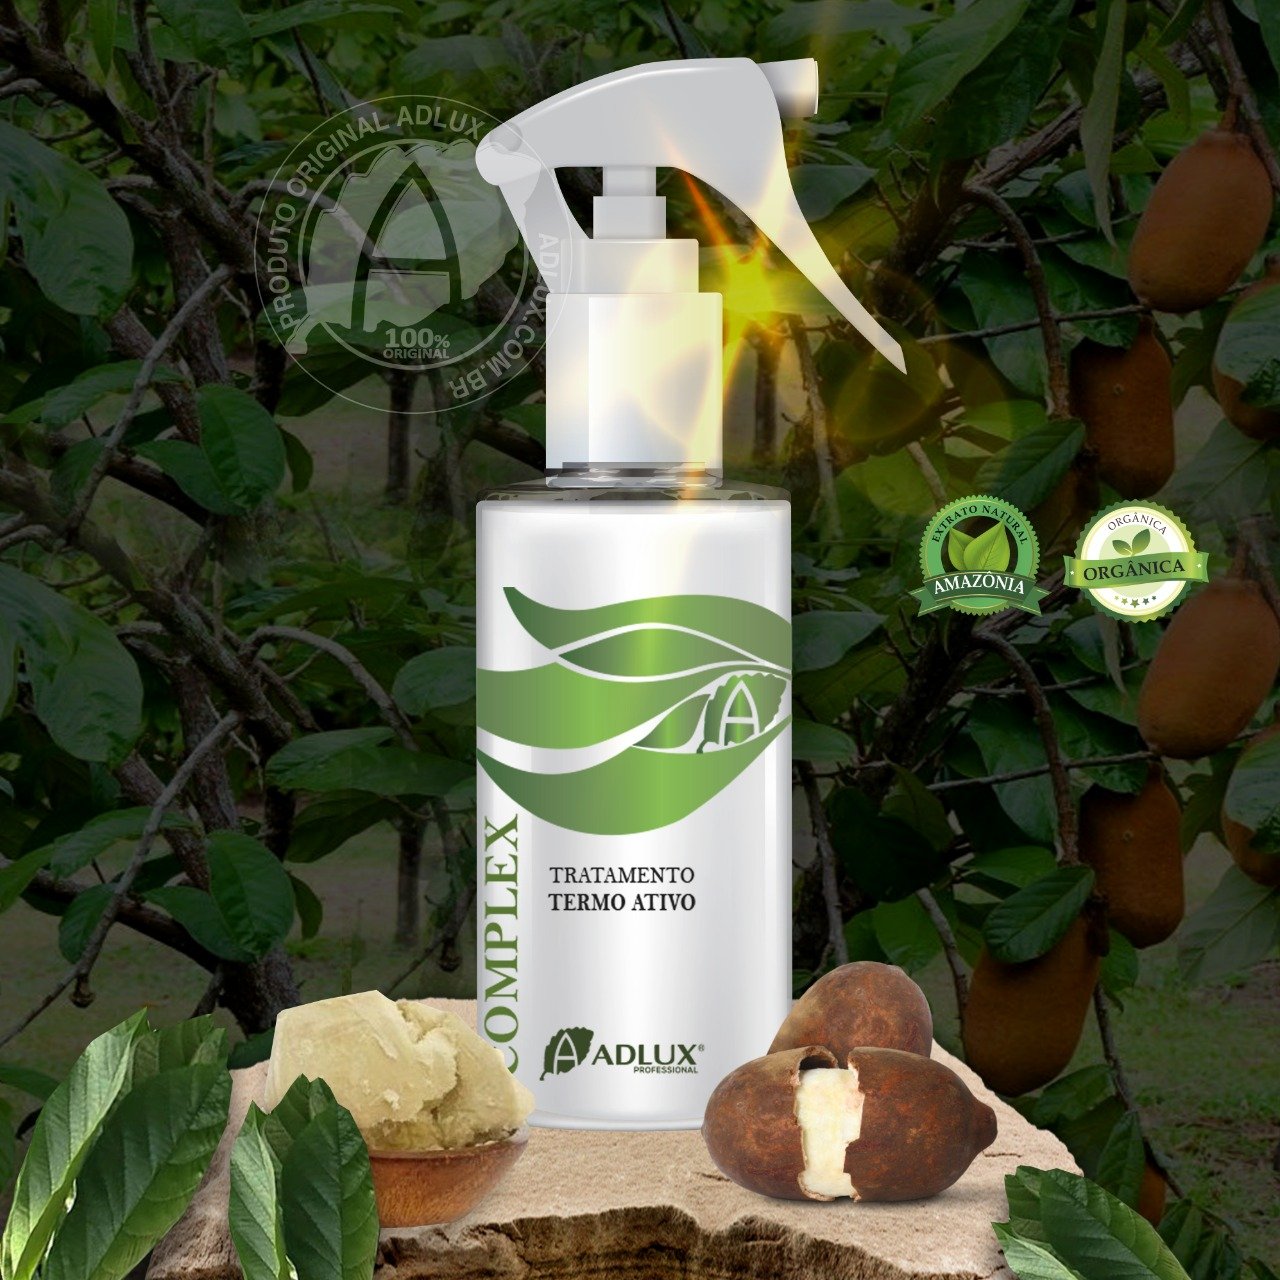 PRODUTO ORIGINAL ADLUX
ADLUX.COM.BR
A
100%
ORIGINAL
EXTRATO NATURAL
AMAZÔNIA
ORGÂNICA
ORGÂNICA
A
COMPLEX
TRATAMENTO
TERMO ATIVO
A ADLUX®
PROFESSIONAL